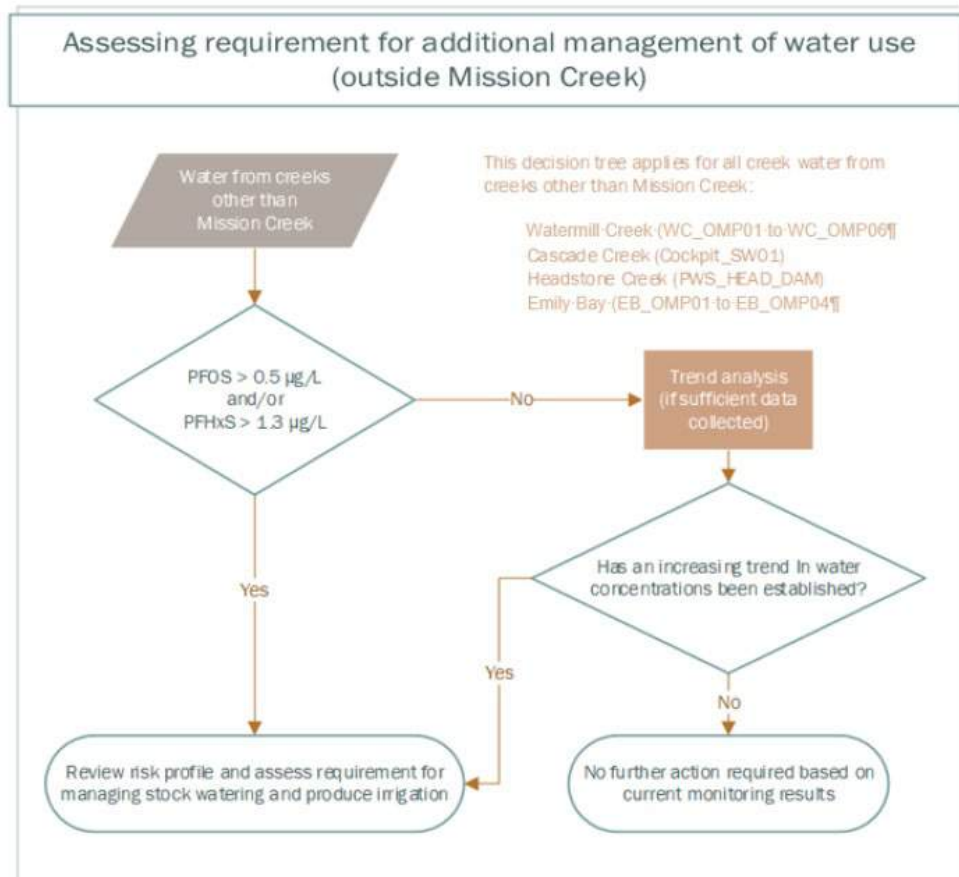 Assessing requirement for additional management of water use
(outside Mission Creek)
Water from creeks
other than
Mission Creek
This decision tree applies for all creek water from
creeks other than Mission Creek:
Watermill·Creek·(WC_OMP01·to·WC_OMP06¶
Cascade Creek (Cockpit_SW01)
Headstone Creek (PWS_HEAD_DAM)
Emily·Bay·(EB_OMP01·to·EB_OMP04¶
PFOS > 0.5 µg/L
and/or
PFHxS > 1.3 µg/L
No
Trend analysis
(if sufficient data
collected)
Has an increasing trend In water
concentrations been established?
Yes
Yes
No
Review risk profile and assess requirement for
managing stock watering and produce irrigation
No further action required based on
current monitoring results